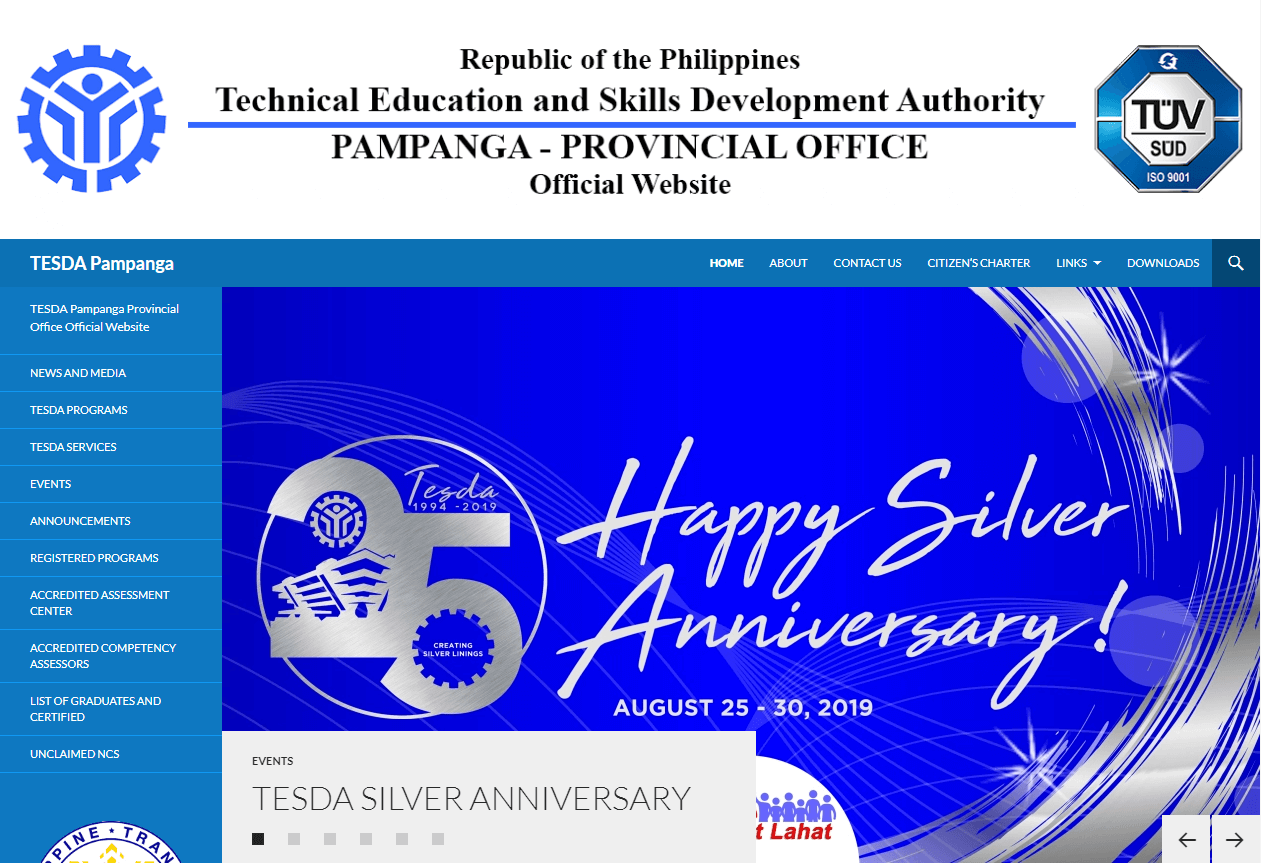 Republic of the Philippines
Technical Education and Skills Development Authority
PAMPANGA - PROVINCIAL OFFICE
Official Website
TÜV
SÜD
ISO 9001
TESDA Pampanga
HOME
ABOUT
CONTACT US
CITIZEN'S CHARTER
LINKS
DOWNLOADS
TESDA Pampanga Provincial
Office Official Website
NEWS AND MEDIA
TESDA PROGRAMS
TESDA SERVICES
EVENTS
ANNOUNCEMENTS
REGISTERED PROGRAMS
ACCREDITED ASSESSMENT
CENTER
ACCREDITED COMPETENCY
ASSESSORS
LIST OF GRADUATES AND
CERTIFIED
UNCLAIMED NCS
25
Tesda
1994 -2019
CREATING
SILVER LININGS
Happy Silver
Anniversary!
AUGUST 25 - 30, 2019
EVENTS
TESDA SILVER ANNIVERSARY
t Lahat
PPINE ★ TRAN